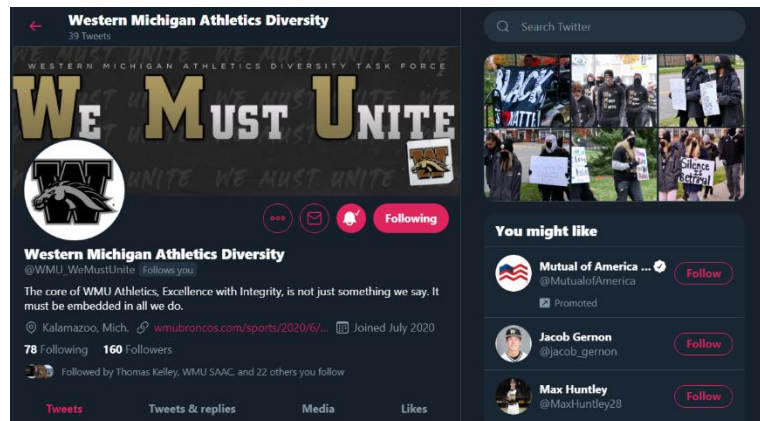 Western Michigan Athletics Diversity
39 Tweets
WESTERN MICHIGAN ATHLETICS DIVERSITY TASK FORCE
WE MUST UNITE
W
Following
Western Michigan Athletics Diversity
@WMU_WeMustUnite Follows you
The core of WMU Athletics, Excellence with Integrity, is not just something we say. It
must be embedded in all we do.
Kalamazoo, Mich. wmubroncos.com/sports/2020/6/... Joined July 2020
78 Following 160 Followers
Followed by Thomas Kelley, WMU SAAC, and 22 others you follow
Tweets Tweets & replies Media Likes
Search Twitter
BLACK
MATTER
Silence
is
Betrayal
You might like
Mutual of America ...
@MutualofAmerica
Follow
Promoted
Jacob Gernon
@jacob_gernon
Follow
Max Huntley
@MaxHuntley28
Follow